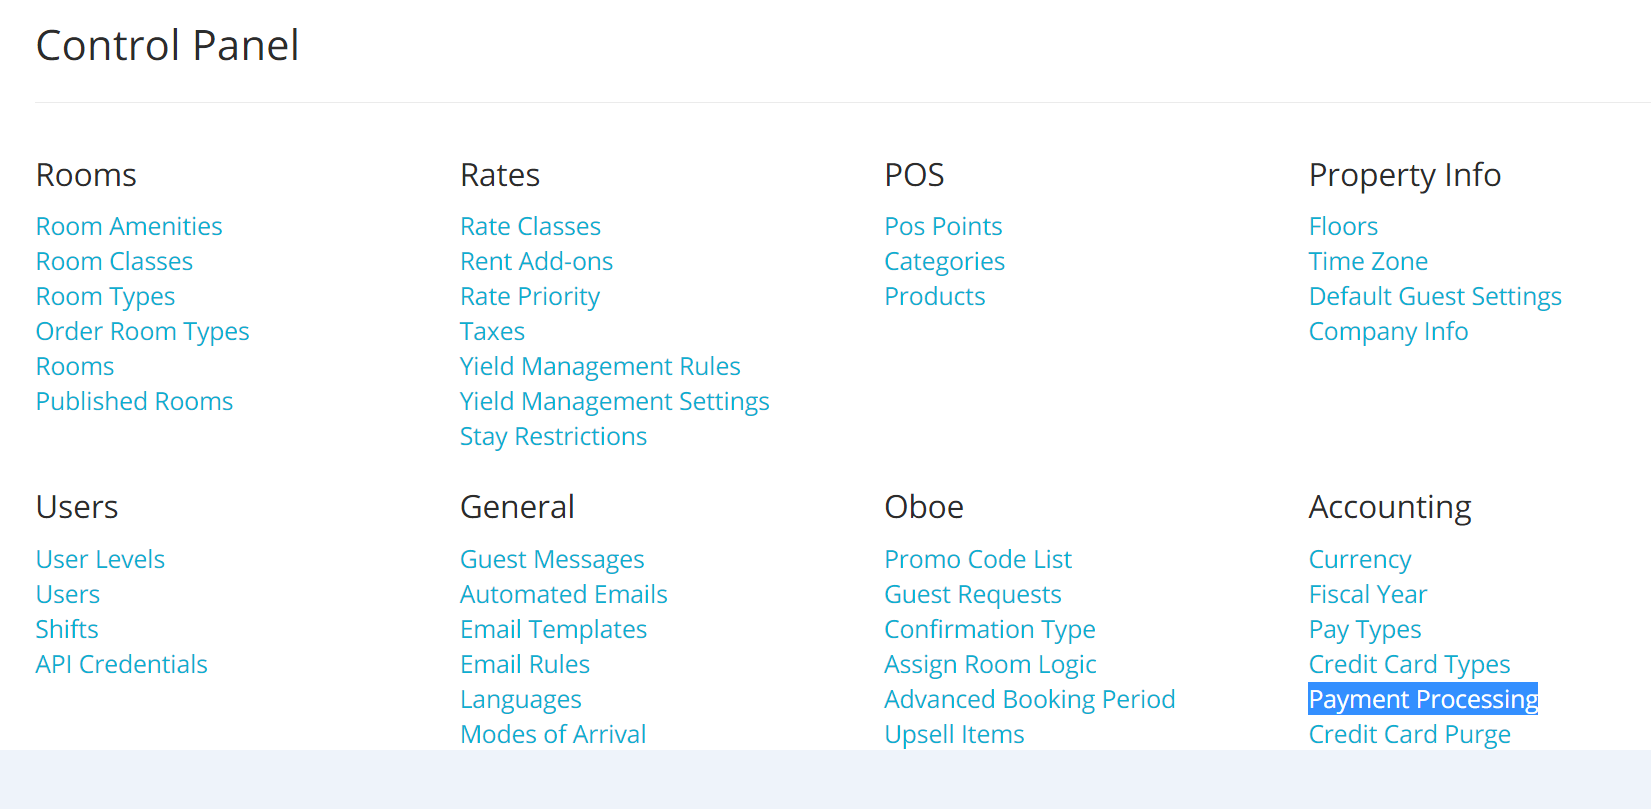 Control Panel
Rooms
Room Amenities
Room Classes
Room Types
Order Room Types
Rooms
Published Rooms
Rates
Rate Classes
Rent Add-ons
Rate Priority
Taxes
Yield Management Rules
Yield Management Settings
Stay Restrictions
POS
Pos Points
Categories
Products
Property Info
Floors
Time Zone
Default Guest Settings
Company Info
Users
User Levels
Users
Shifts
API Credentials
General
Guest Messages
Automated Emails
Email Templates
Email Rules
Languages
Modes of Arrival
Oboe
Promo Code List
Guest Requests
Confirmation Type
Assign Room Logic
Advanced Booking Period
Upsell Items
Accounting
Currency
Fiscal Year
Pay Types
Credit Card Types
Payment Processing
Credit Card Purge